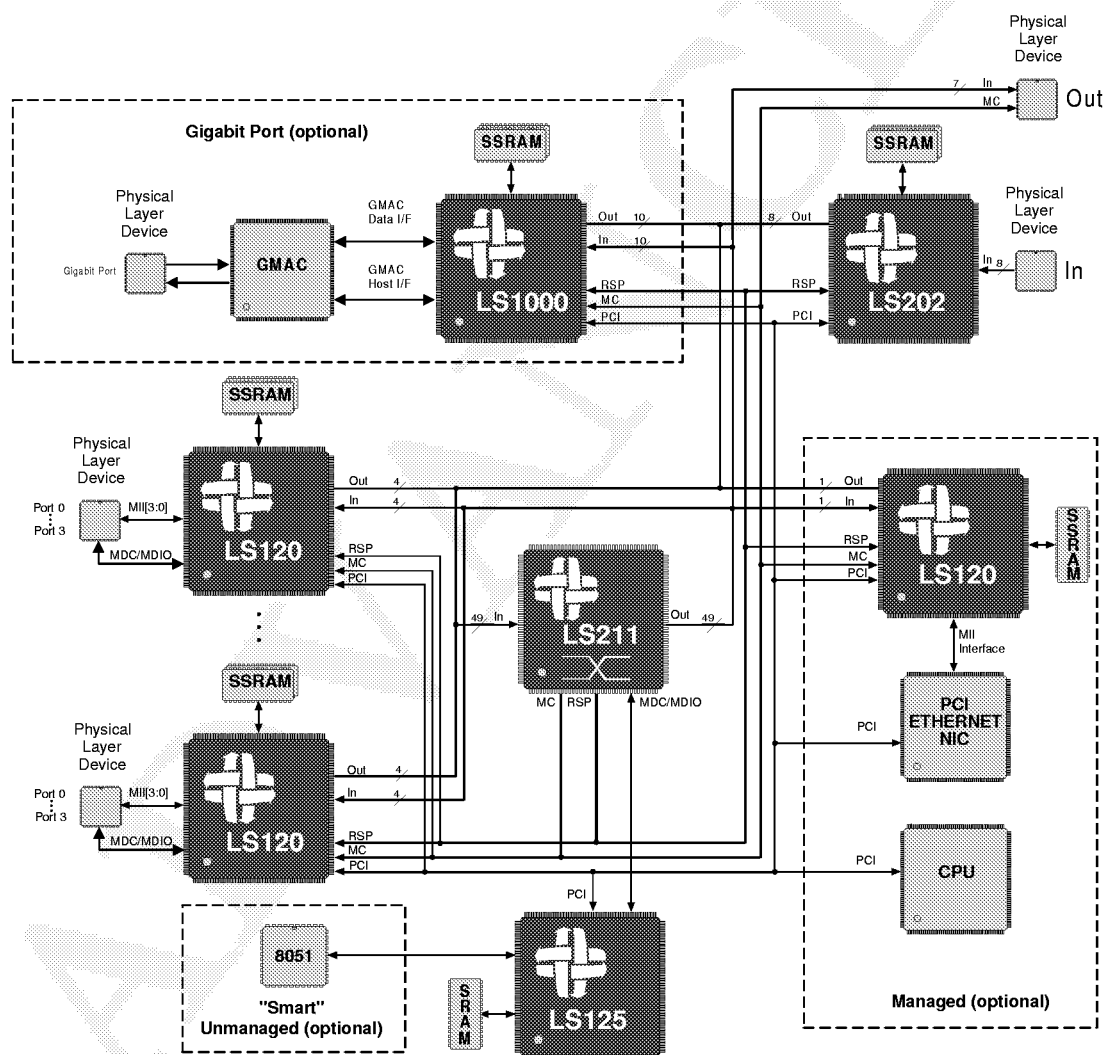 Physical
Layer
Device
7 In
MC
Out
Gigabit Port (optional)
SSRAM
SSRAM
Physical
Layer
Device
Gigabit Port
GMAC
GMAC
Data I/F
GMAC
Host I/F
LS1000
Out 10
In 10
RSP
MC
PCI
8 Out
RSP
PCI
LS202
Physical
Layer
Device
In 8
In
SSRAM
Physical
Layer
Device
Port 0
Port 3
MII[3:0]
MDC/MDIO
LS120
Out 4
In 4
RSP
MC
PCI
1 Out
1 In
RSP
MC
PCI
LS120
SSRAM
49 In
LS211
Out 49
MC RSP MDC/MDIO
MII
Interface
PCI
PCI
ETHERNET
NIC
SSRAM
Physical
Layer
Device
Port 0
Port 3
MII[3:0]
MDC/MDIO
LS120
Out 4
In 4
RSP
MC
PCI
PCI
CPU
PCI
8051
"Smart"
Unmanaged (optional)
SRAM
LS125
Managed (optional)